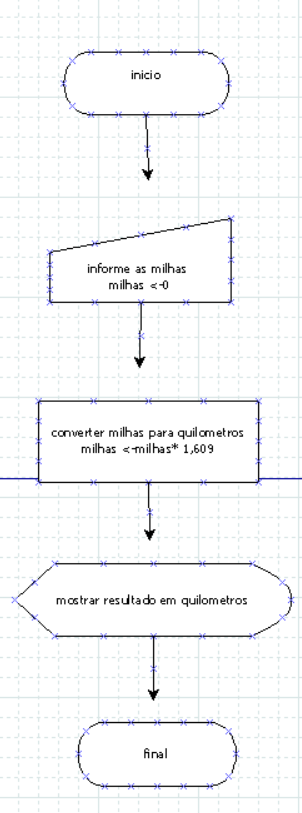 inicio
informe as milhas
milhas <-0
converter milhas para quilometros
milhas <-milhas* 1,609
mostrar resultado em quilometros
final